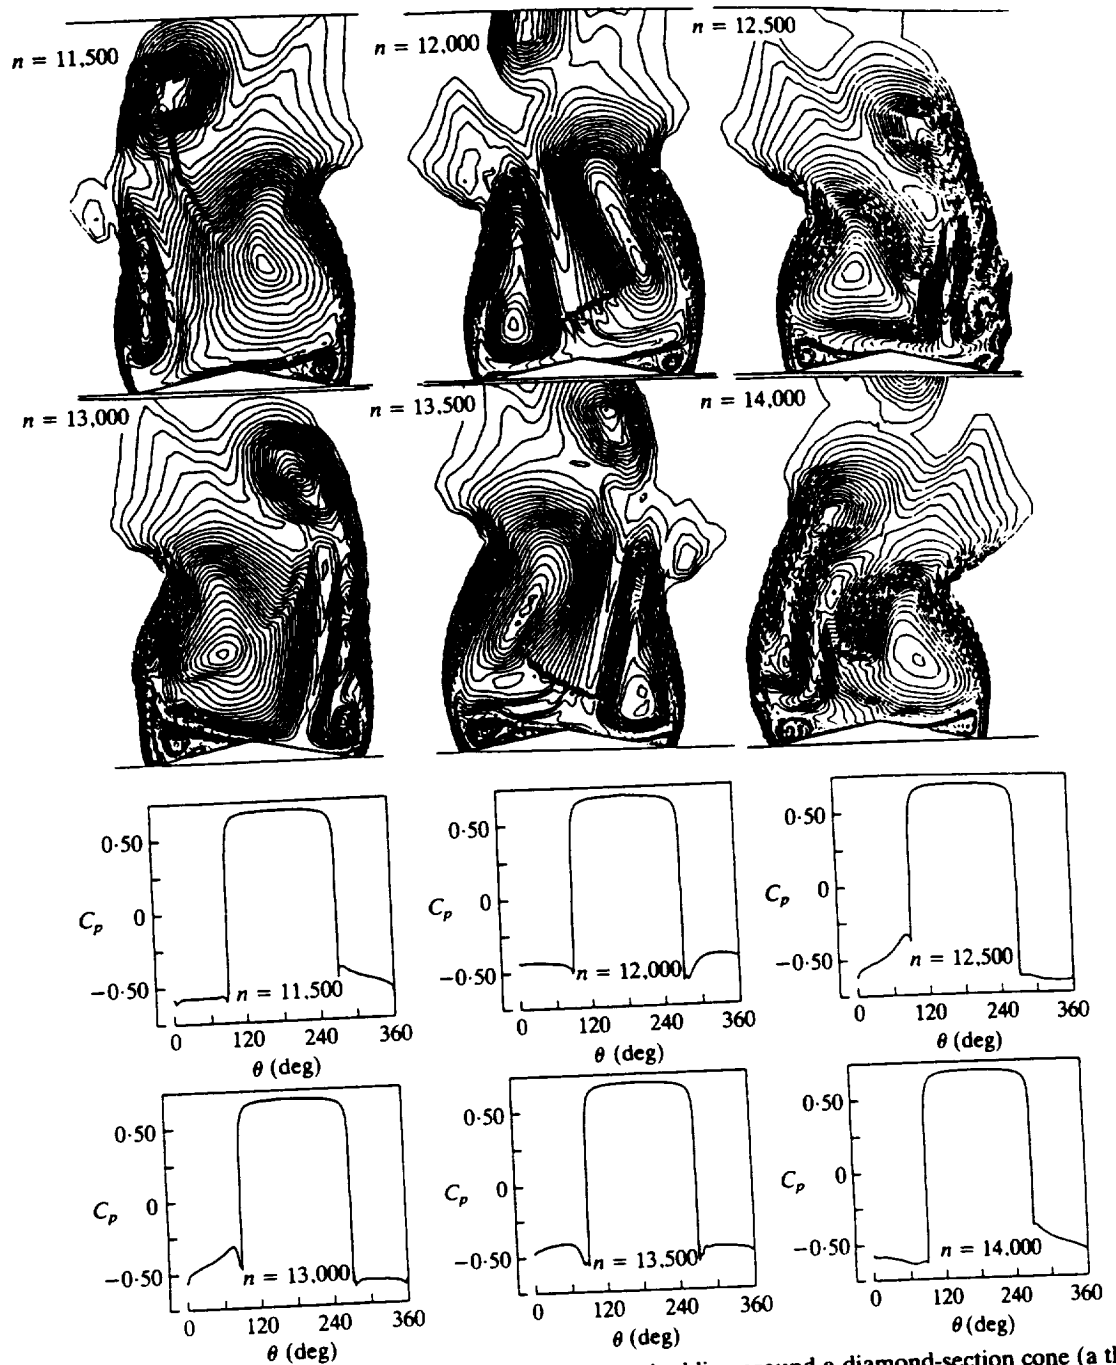 n = 11,500
n = 12,000
n = 12,500
n = 13,000
n = 13,500
n = 14,000
0·50
C_p
0
−0·50
n = 11,500
0
120
240
360
θ (deg)
0·50
C_p
0
−0·50
n = 12,000
0
120
240
360
θ (deg)
0·50
C_p
0
−0·50
n = 12,500
0
120
240
360
θ (deg)
0·50
C_p
0
−0·50
n = 13,000
0
120
240
360
θ (deg)
0·50
C_p
0
−0·50
n = 13,500
0
120
240
360
θ (deg)
0·50
C_p
0
−0·50
n = 14,000
0
120
240
360
θ (deg)
around a diamond-section cone (a